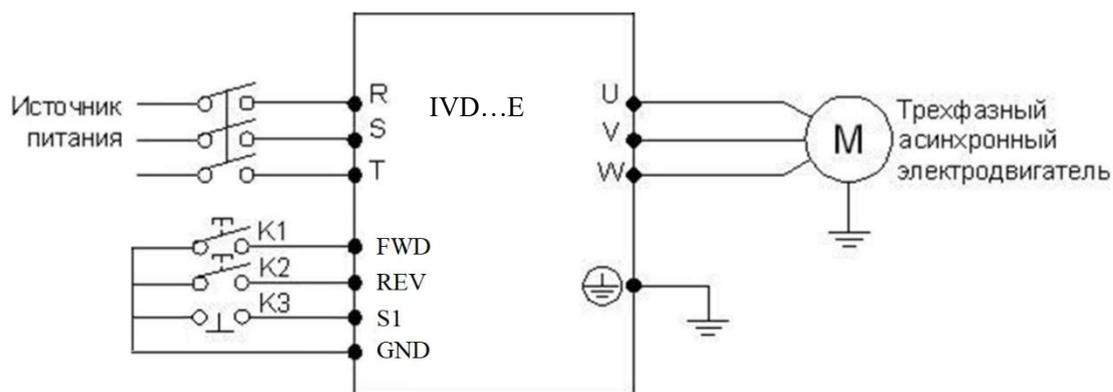 Источник
питания
R
S
T
IVD...E
U
V
W
M
Трехфазный
асинхронный
электродвигатель
K1
K2
K3
FWD
REV
S1
GND